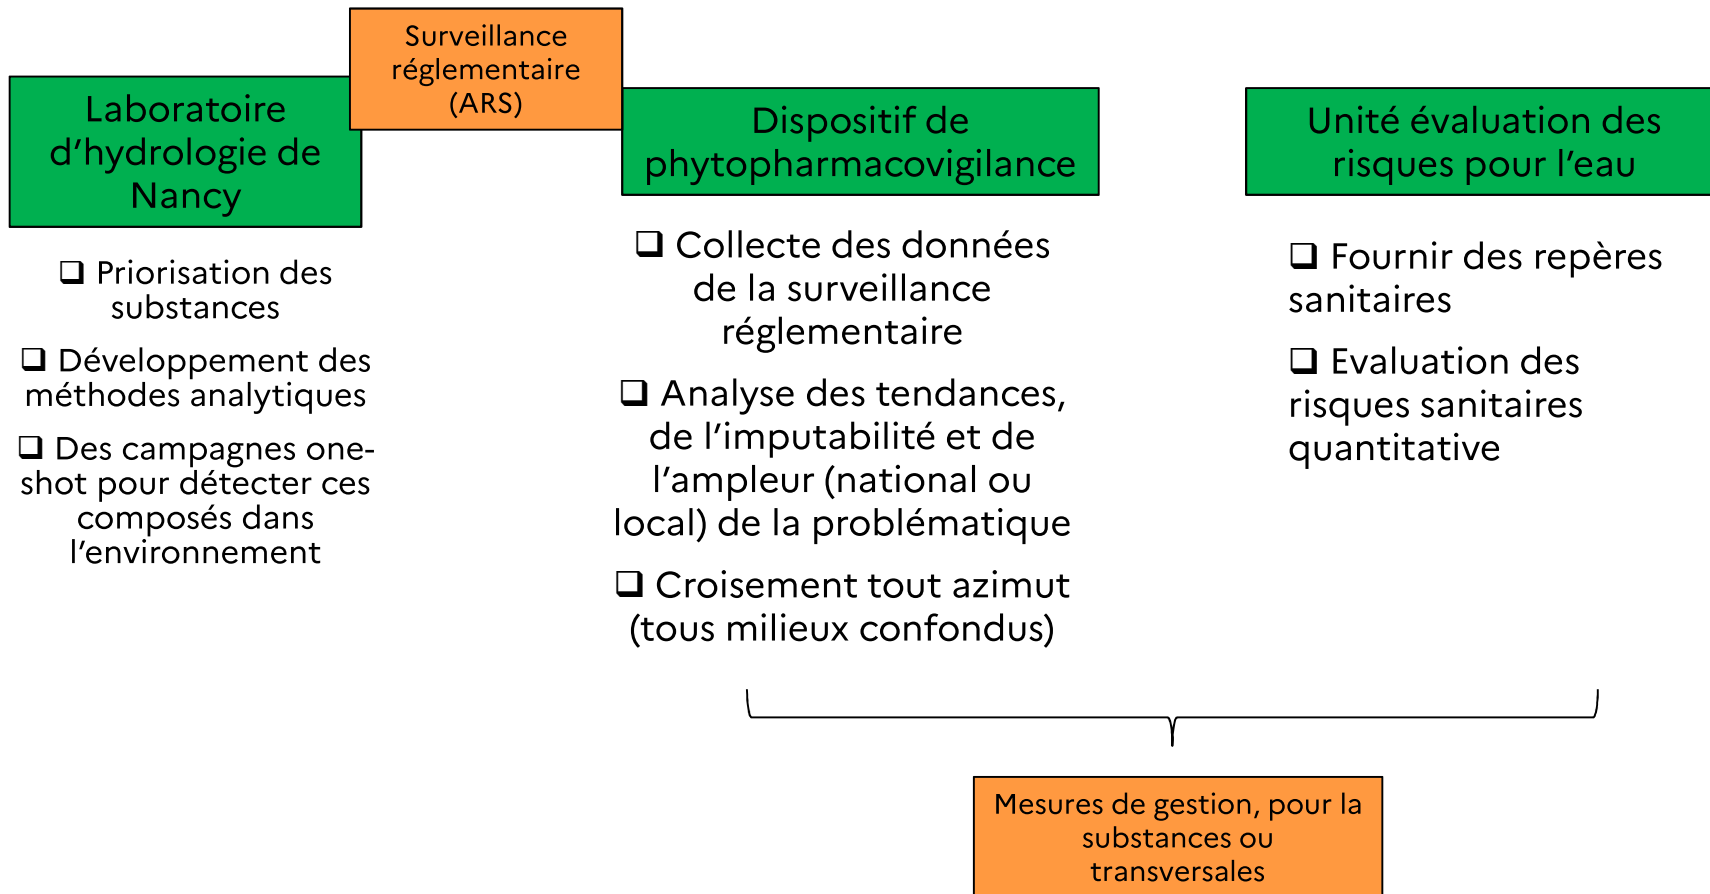 Surveillance
réglementaire
(ARS)
Laboratoire
d’hydrologie de
Nancy
❑ Priorisation des
substances
❑ Développement des
méthodes analytiques
❑ Des campagnes one-
shot pour détecter ces
composés dans
l’environnement
Dispositif de
phytopharmacovigilance
❑ Collecte des données
de la surveillance
réglementaire
❑ Analyse des tendances,
de l’imputabilité et de
l’ampleur (national ou
local) de la problématique
❑ Croisement tout azimut
(tous milieux confondus)
Unité évaluation des
risques pour l’eau
❑ Fournir des repères
sanitaires
❑ Evaluation des
risques sanitaires
quantitative
Mesures de gestion, pour la
substances ou
transversales